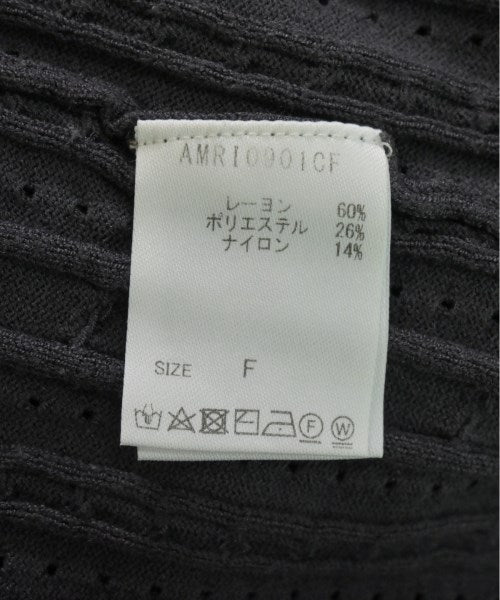 AMRI0901CF
レーヨン 60%
ポリエステル 26%
ナイロン 14%
SIZE F
F W